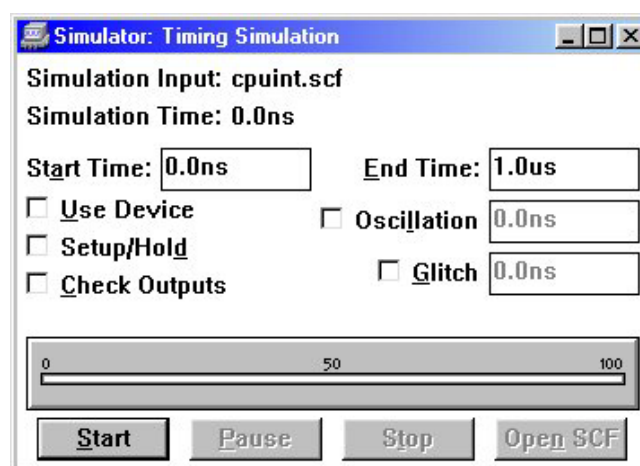 Simulator: Timing Simulation
Simulation Input: cpuint.scf
Simulation Time: 0.0ns
Start Time: 0.0ns End Time: 1.0us
Use Device
Oscillation 0.0ns
Setup/Hold
Glitch 0.0ns
Check Outputs
0 50 100
Start Pause Stop Open SCF